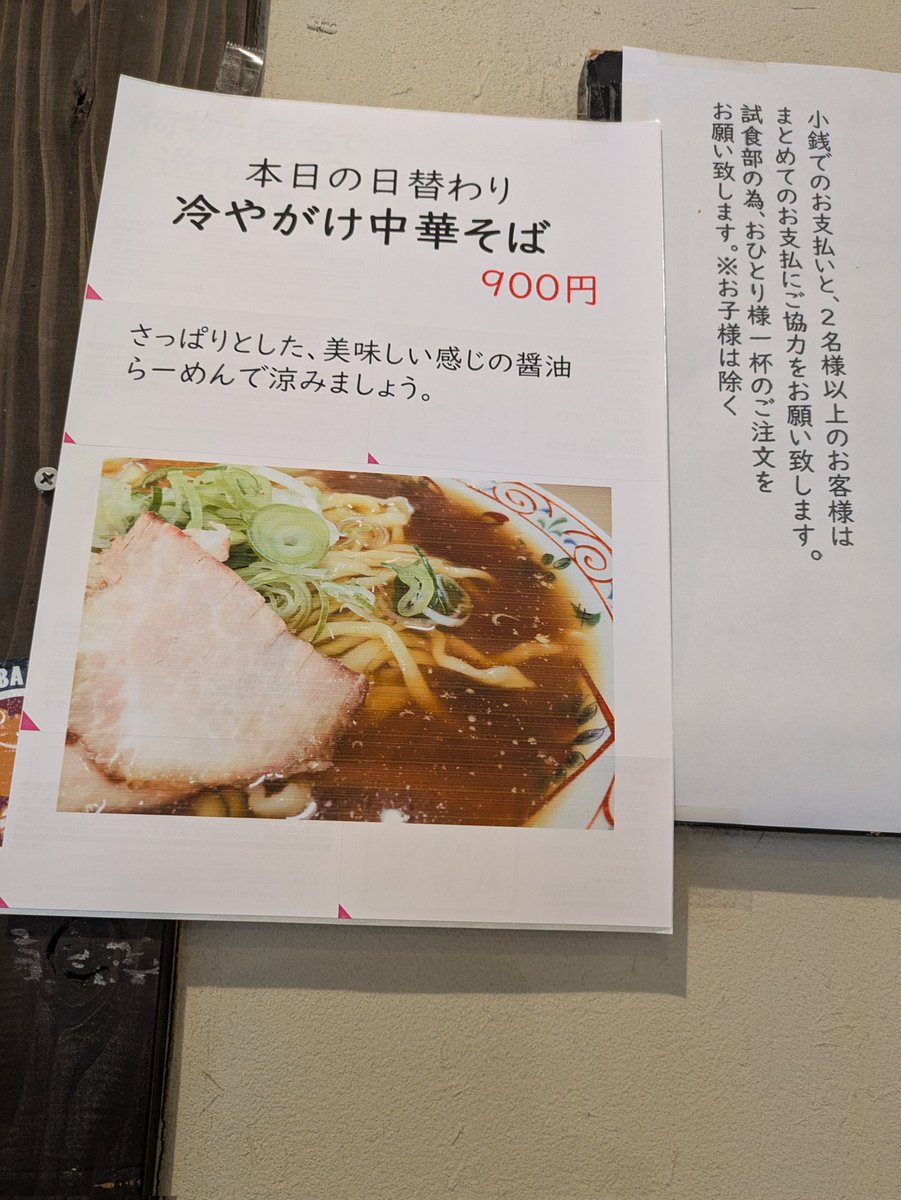 本日の日替わり
冷やがけ中華そば
900円
さっぱりとした、美味しい感じの醤油
らーめんで涼みましょう。
小銭でのお支払いと、2名様以上のお客様は
まとめてのお支払にご協力をお願い致します。
試食部の為、おひとり様一杯のご注文を
お願い致します。※お子様は除く
BA